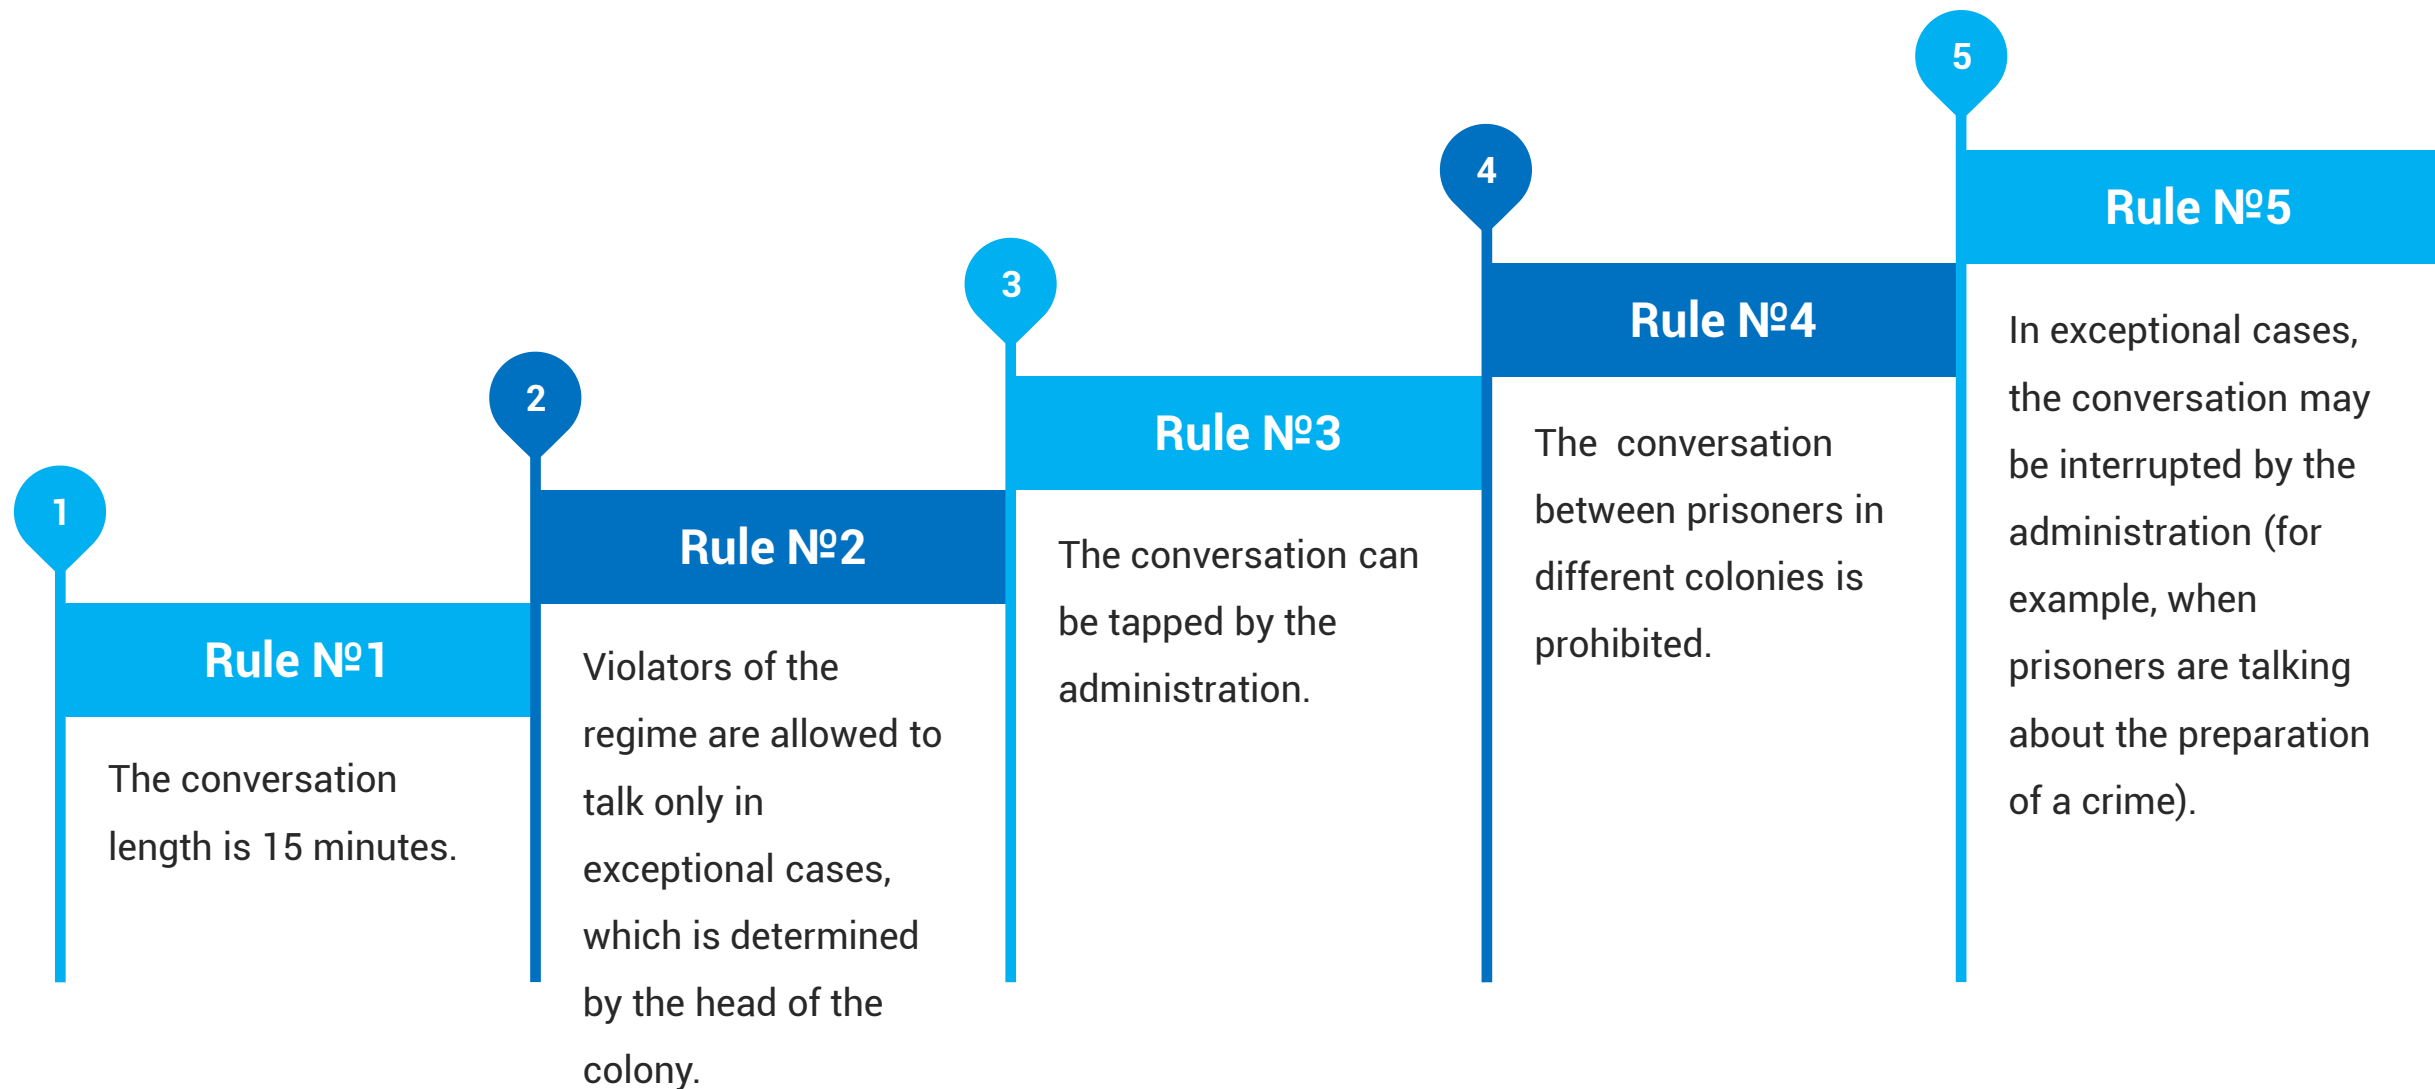 1
Rule №1
The conversation
length is 15 minutes.
2
Rule №2
Violators of the
regime are allowed to
talk only in
exceptional cases,
which is determined
by the head of the
colony.
3
Rule №3
The conversation can
be tapped by the
administration.
4
Rule №4
The  conversation
between prisoners in
different colonies is
prohibited.
5
Rule №5
In exceptional cases,
the conversation may
be interrupted by the
administration (for
example, when
prisoners are talking
about the preparation
of a crime).